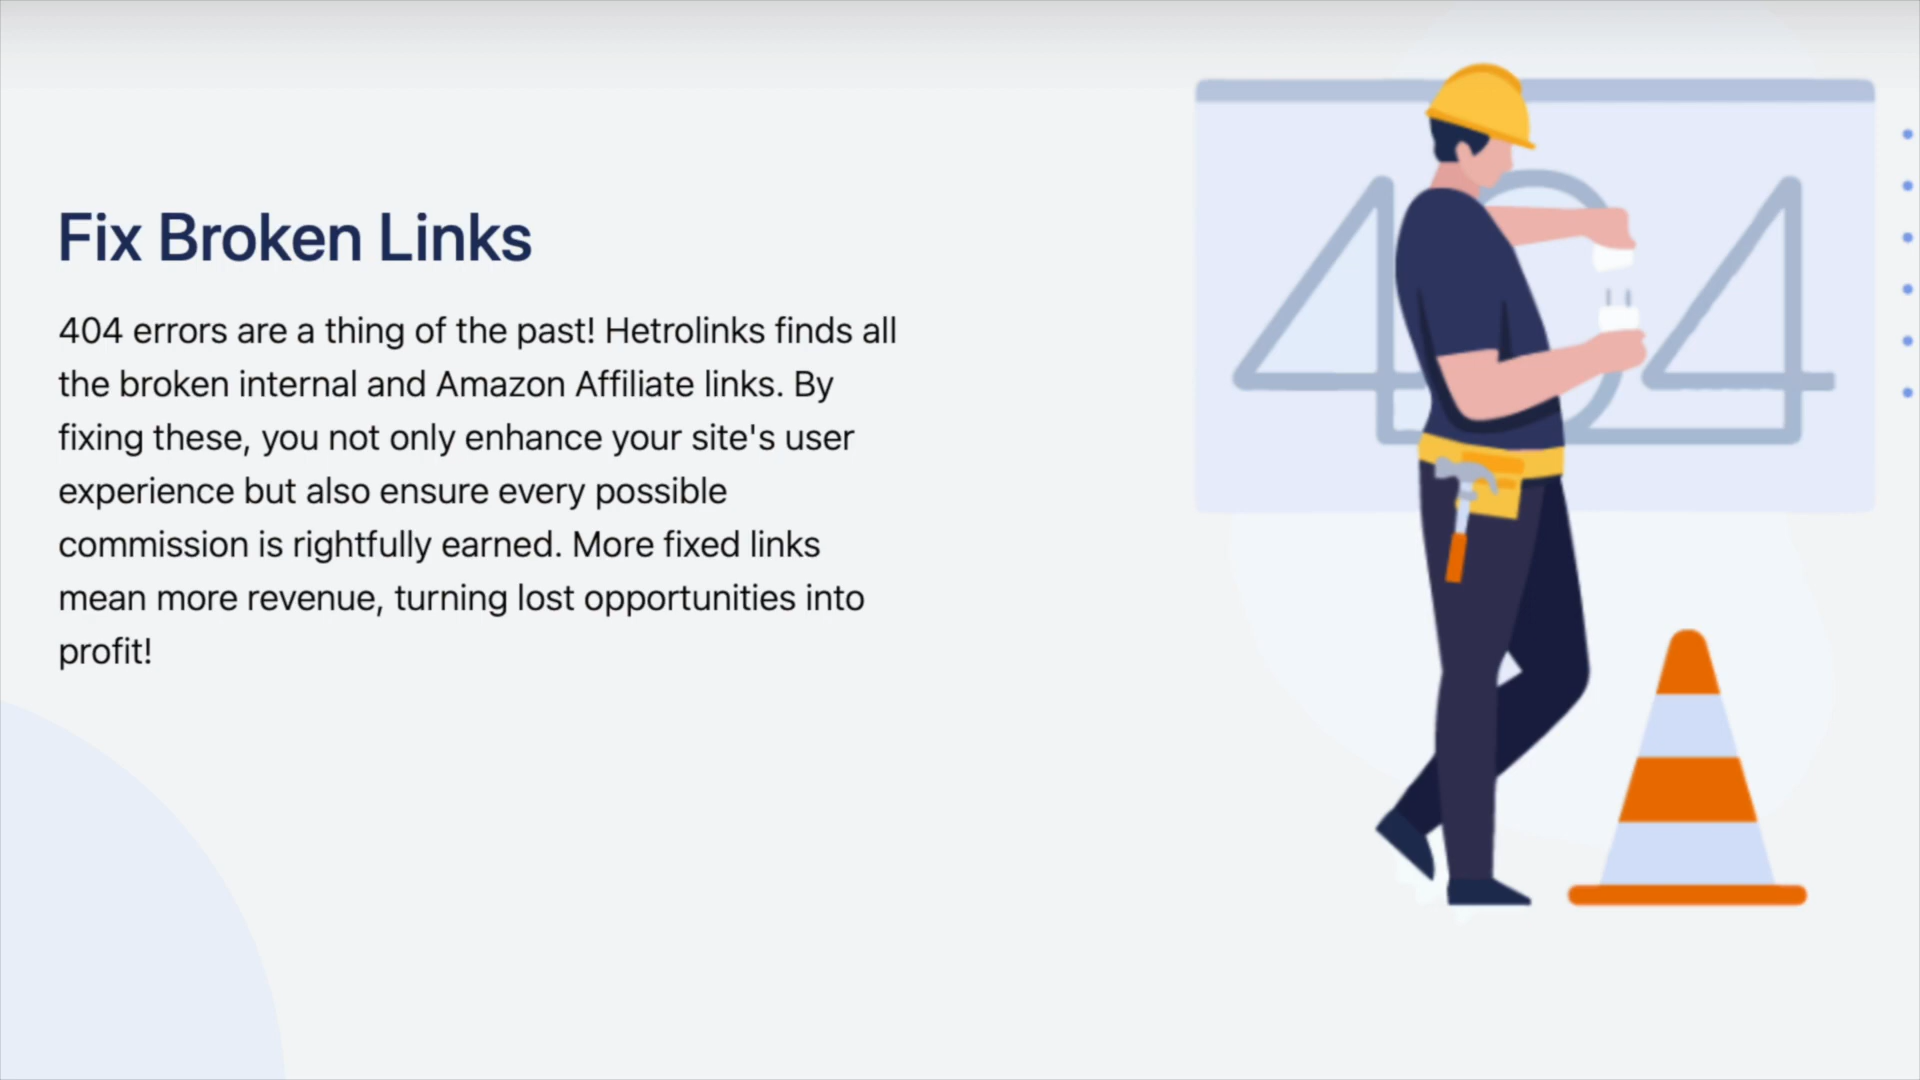 Fix Broken Links
404 errors are a thing of the past! Hetrolinks finds all
the broken internal and Amazon Affiliate links. By
fixing these, you not only enhance your site's user
experience but also ensure every possible
commission is rightfully earned. More fixed links
mean more revenue, turning lost opportunities into
profit!
404